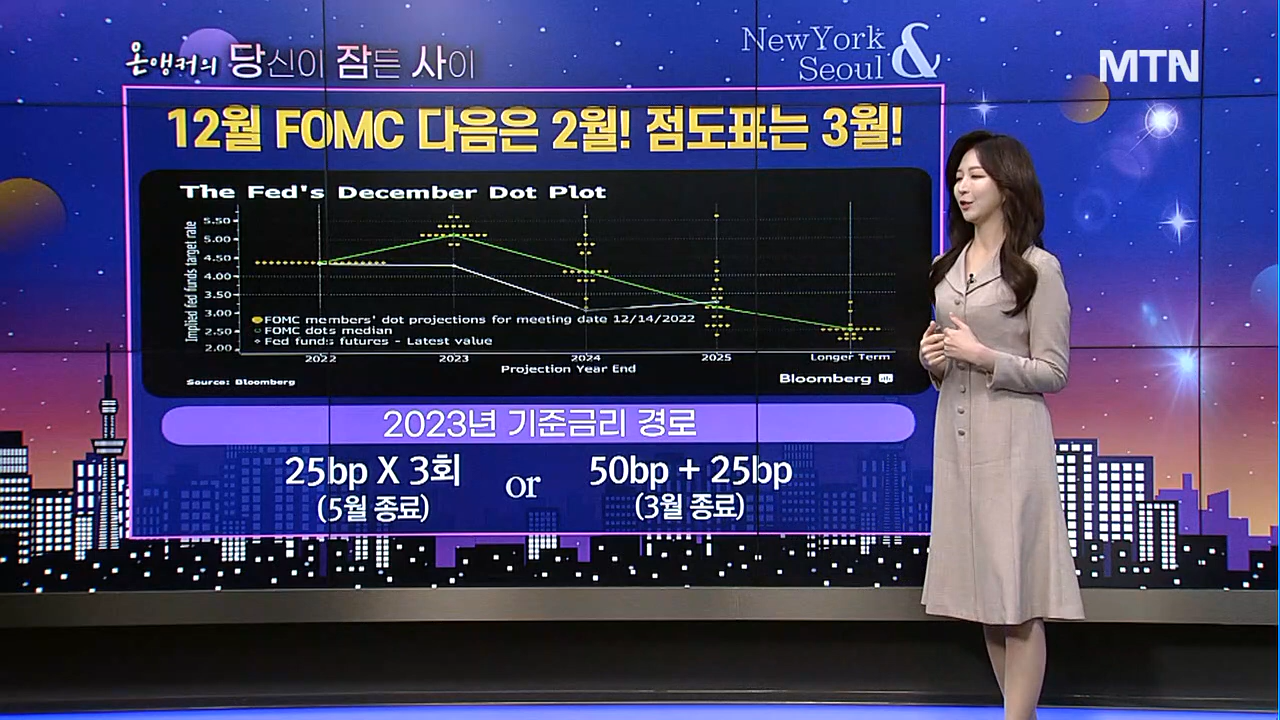 온앵커의 당신이 잠든 사이
NewYork &
Seoul
MTN
12월 FOMC 다음은 2월! 점도표는 3월!
The Fed's December Dot Plot
Implied fed funds target rate
5.50
5.00
4.50
4.00
3.50
3.00
2.50
2.00
FOMC members' dot projections for meeting date 12/14/2022
FOMC dots median
Fed funds futures - Latest value
2022 2023 2024 2025 Longer Term
Projection Year End
Source: Bloomberg
Bloomberg
2023년 기준금리 경로
25bp X 3회 or 50bp + 25bp
(5월 종료) (3월 종료)